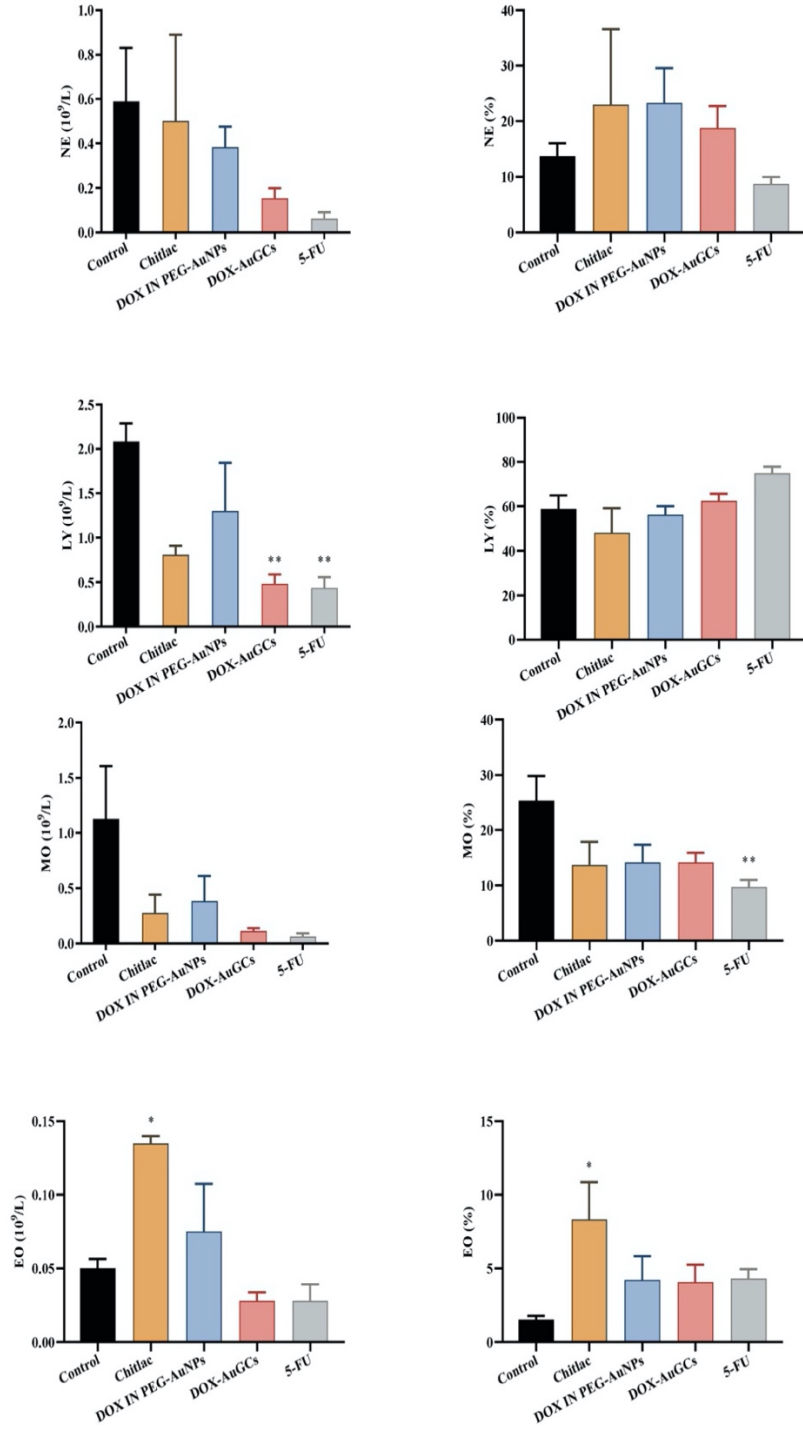 NE (10⁹/L)
1.0
0.8
0.6
0.4
0.2
0.0
Control
Chitlac
DOX IN PEG-AuNPs
DOX-AuGCs
5-FU
NE (%)
40
30
20
10
0
Control
Chitlac
DOX IN PEG-AuNPs
DOX-AuGCs
5-FU
LY (10⁹/L)
2.5
2.0
1.5
1.0
0.5
0.0
**
**
Control
Chitlac
DOX IN PEG-AuNPs
DOX-AuGCs
5-FU
LY (%)
100
80
60
40
20
0
Control
Chitlac
DOX IN PEG-AuNPs
DOX-AuGCs
5-FU
MO (10⁹/L)
2.0
1.5
1.0
0.5
0.0
Control
Chitlac
DOX IN PEG-AuNPs
DOX-AuGCs
5-FU
MO (%)
40
30
20
10
0
**
Control
Chitlac
DOX IN PEG-AuNPs
DOX-AuGCs
5-FU
EO (10⁹/L)
0.15
0.10
0.05
0.00
*
Control
Chitlac
DOX IN PEG-AuNPs
DOX-AuGCs
5-FU
EO (%)
15
10
5
0
*
Control
Chitlac
DOX IN PEG-AuNPs
DOX-AuGCs
5-FU